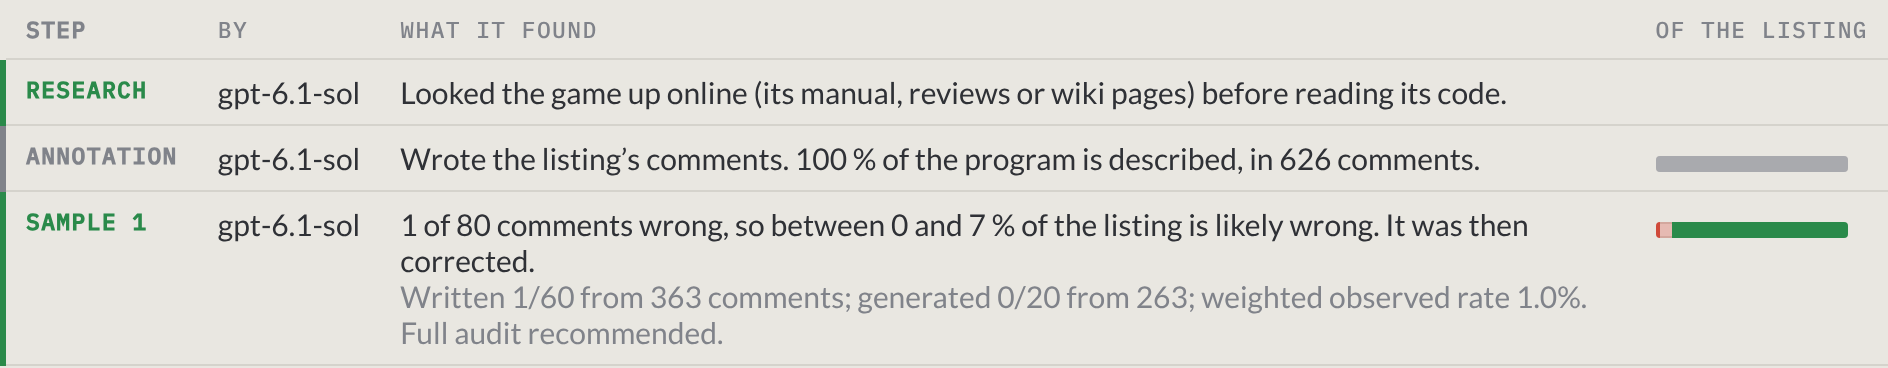 STEP BY WHAT IT FOUND OF THE LISTING
RESEARCH gpt-6.1-sol Looked the game up online (its manual, reviews or wiki pages) before reading its code.
ANNOTATION gpt-6.1-sol Wrote the listing’s comments. 100 % of the program is described, in 626 comments.
SAMPLE 1 gpt-6.1-sol 1 of 80 comments wrong, so between 0 and 7 % of the listing is likely wrong. It was then
corrected.
Written 1/60 from 363 comments; generated 0/20 from 263; weighted observed rate 1.0%.
Full audit recommended.